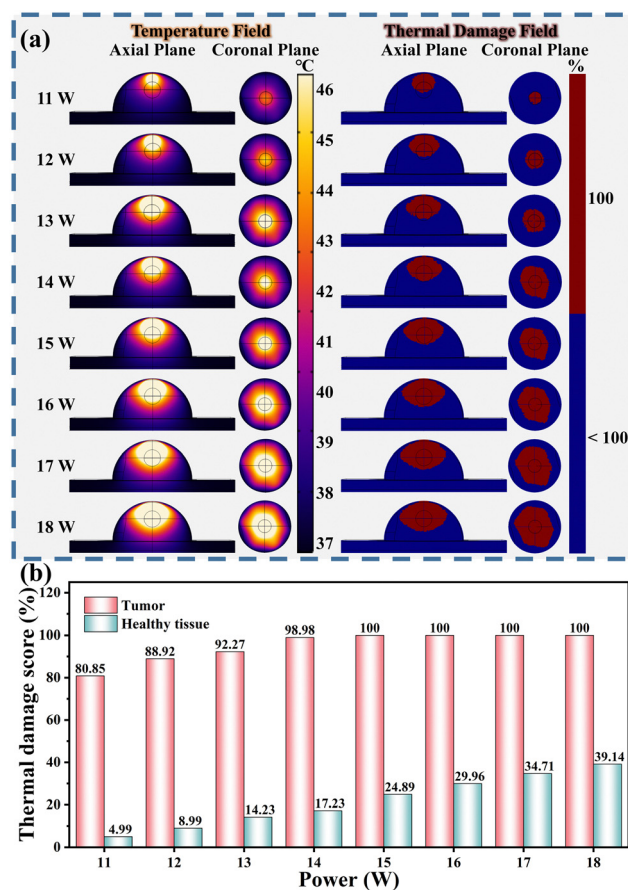 (a)
Temperature Field
Thermal Damage Field
Axial Plane Coronal Plane
Axial Plane Coronal Plane
°C
%
11 W
12 W
13 W
14 W
15 W
16 W
17 W
18 W
46
45
44
43
42
41
40
39
38
37
100
< 100
(b)
Thermal damage score (%)
120
100
80
60
40
20
0
Tumor
Healthy tissue
80.85
88.92
92.27
98.98
100
100
100
100
4.99
8.99
14.23
17.23
24.89
29.96
34.71
39.14
11 12 13 14 15 16 17 18
Power (W)